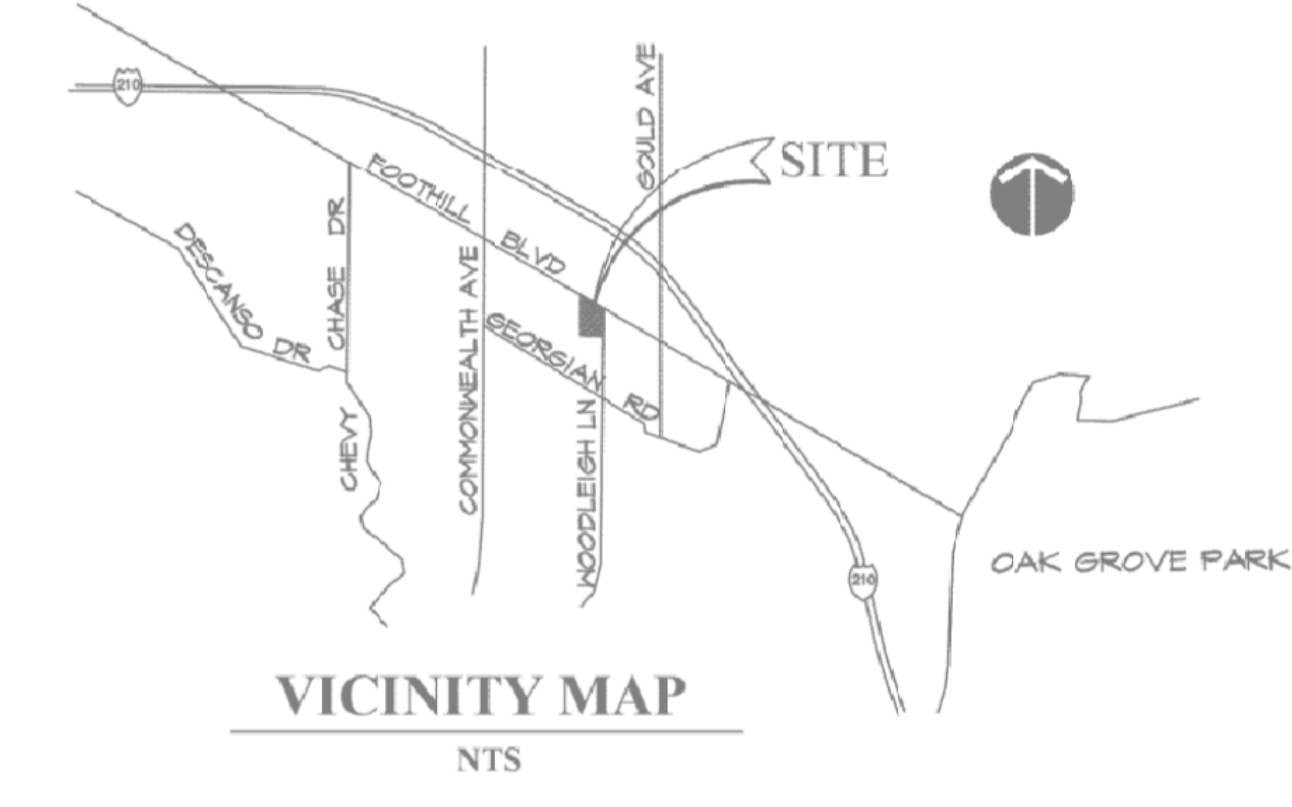 210
GOULD AVE
SITE
FOOTHILL BLVD
DESCANSO DR
CHEVY CHASE DR
COMMONWEALTH AVE
GEORGIAN RD
WOODLEIGH LN
210
OAK GROVE PARK
VICINITY MAP
NTS